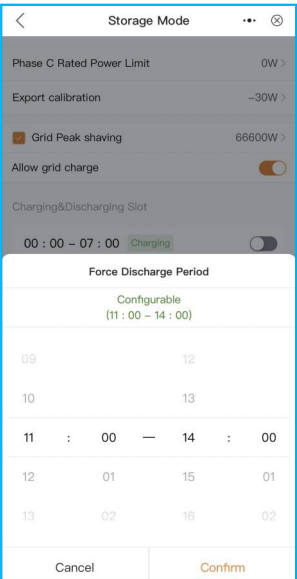 Storage Mode
Phase C Rated Power Limit 0W >
Export calibration -30W >
Grid Peak shaving 66600W >
Allow grid charge
Charging&Discharging Slot
00 : 00 – 07 : 00 Charging
Force Discharge Period
Configurable
(11 : 00 – 14 : 00)
09 12
10 13
11 : 00 — 14 : 00
12 01 15 01
13 02 16 02
Cancel Confirm